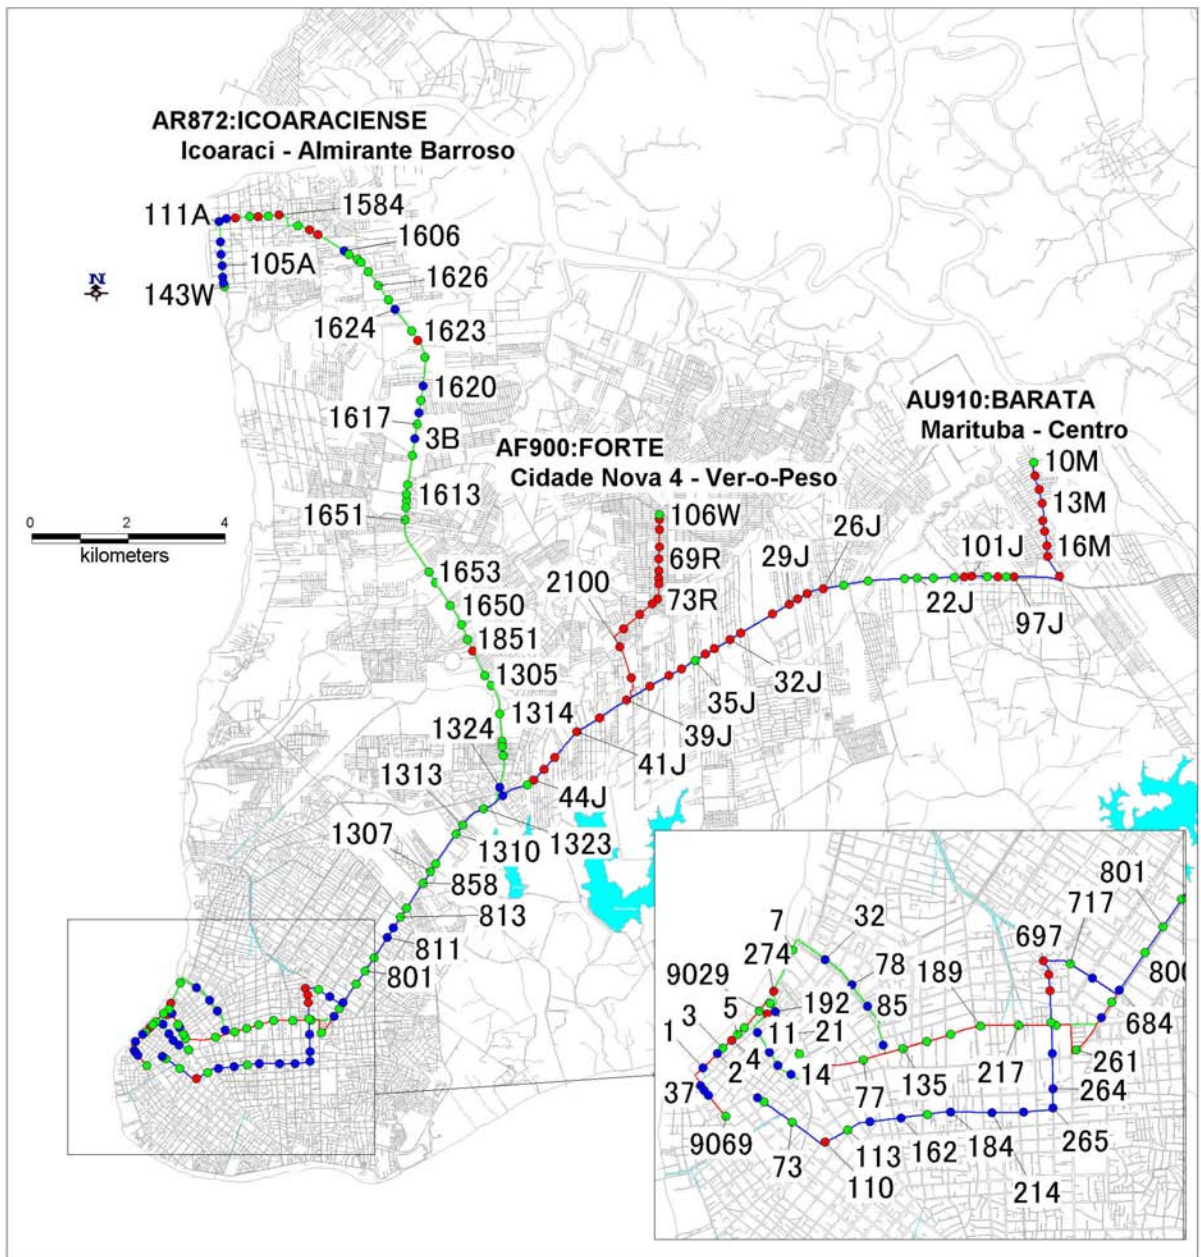 AR872:ICOARACIENSE
Icoaraci - Almirante Barroso
111A
1584
1606
105A
1626
143W
N
1624
1623
1620
1617
3B
AU910:BARATA
Marituba - Centro
AF900:FORTE
Cidade Nova 4 - Ver-o-Peso
10M
1613
13M
106W
26J
1651
0
2
4
kilometers
29J
101J
16M
69R
2100
1653
73R
22J
97J
1650
1851
32J
1305
35J
1314
1324
39J
41J
1313
44J
1307
1310
1323
858
813
811
801
801
717
7
32
697
274
78
189
9029
800
5
192
85
3
1
11
21
684
4
2
14
261
37
77
135
217
264
9069
73
113
162
184
265
110
214